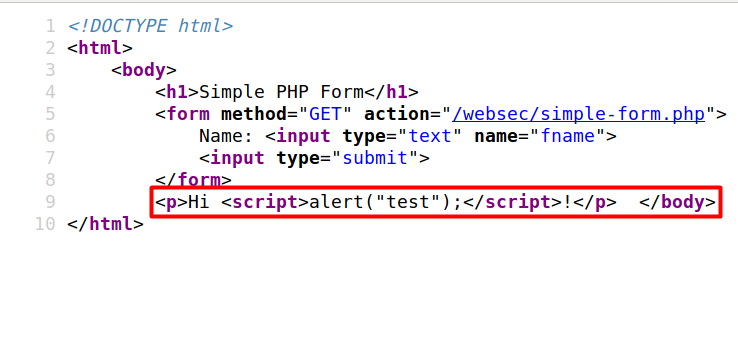 1 <!DOCTYPE html>
2 <html>
3     <body>
4         <h1>Simple PHP Form</h1>
5         <form method="GET" action="/websec/simple-form.php">
6             Name: <input type="text" name="fname">
7             <input type="submit">
8         </form>
9         <p>Hi <script>alert("test");</script>!</p>  </body>
10 </html>